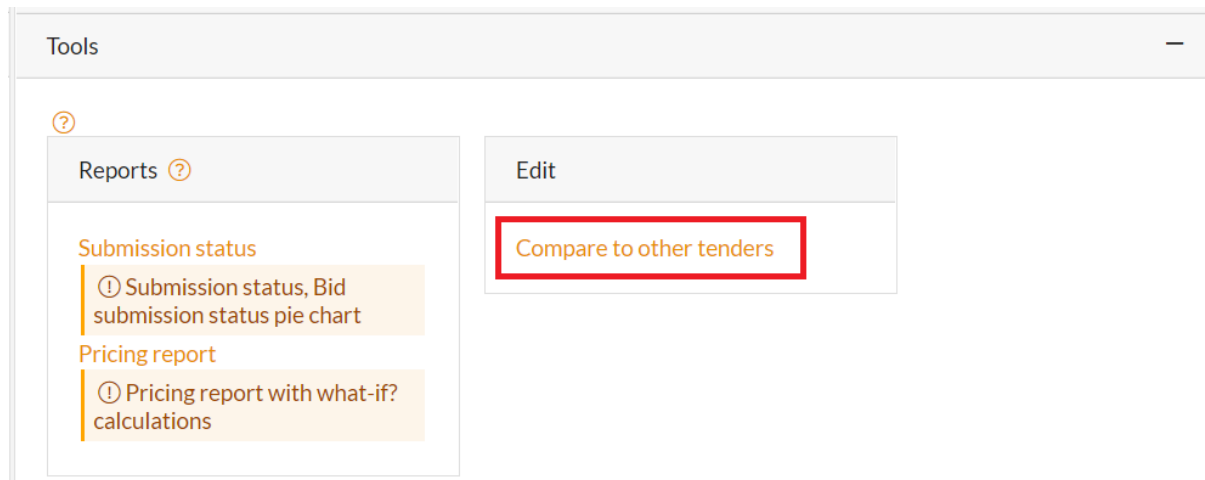 Tools
Reports
Edit
Submission status
Compare to other tenders
Submission status, Bid
submission status pie chart
Pricing report
Pricing report with what-if?
calculations